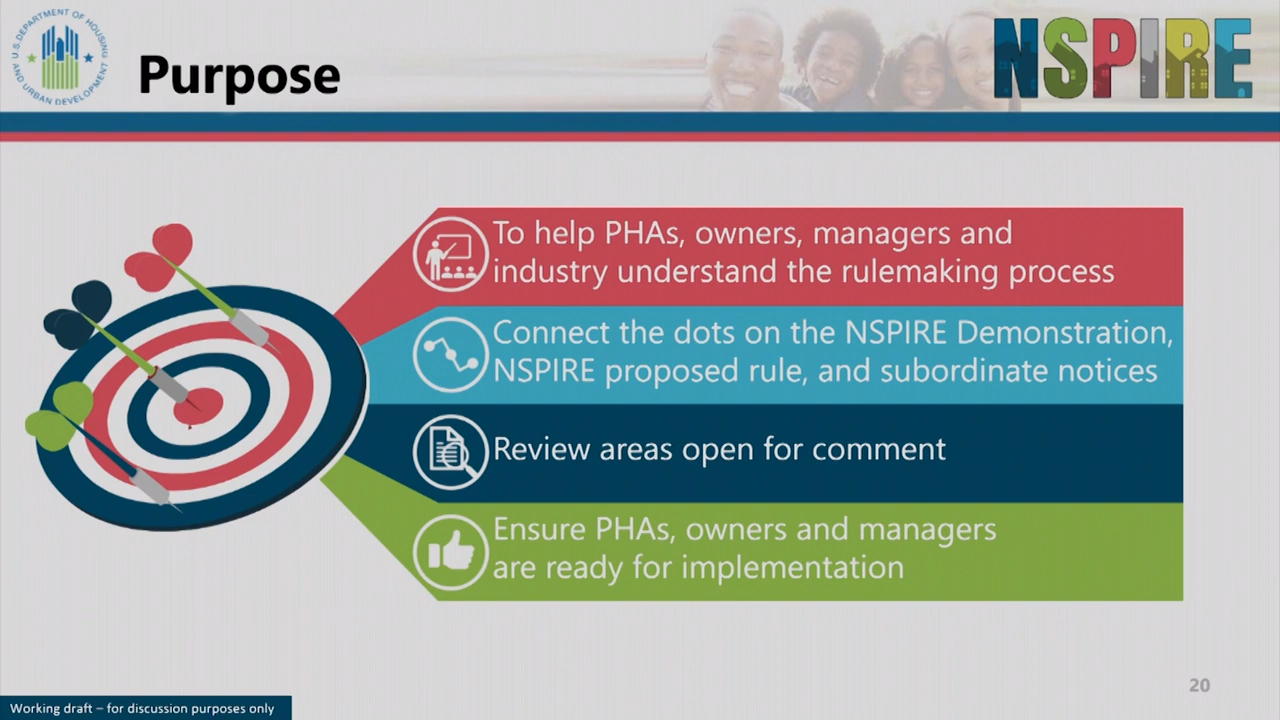 U.S. DEPARTMENT OF HOUSING
AND URBAN DEVELOPMENT
Purpose
NSPIRE
To help PHAs, owners, managers and
industry understand the rulemaking process
Connect the dots on the NSPIRE Demonstration,
NSPIRE proposed rule, and subordinate notices
Review areas open for comment
Ensure PHAs, owners and managers
are ready for implementation
20
Working draft – for discussion purposes only